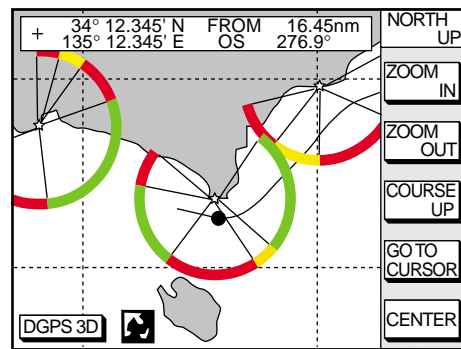 + 34° 12.345' N FROM 16.45nm
135° 12.345' E OS 276.9°
NORTH
UP
ZOOM
IN
ZOOM
OUT
COURSE
UP
GO TO
CURSOR
CENTER
DGPS 3D